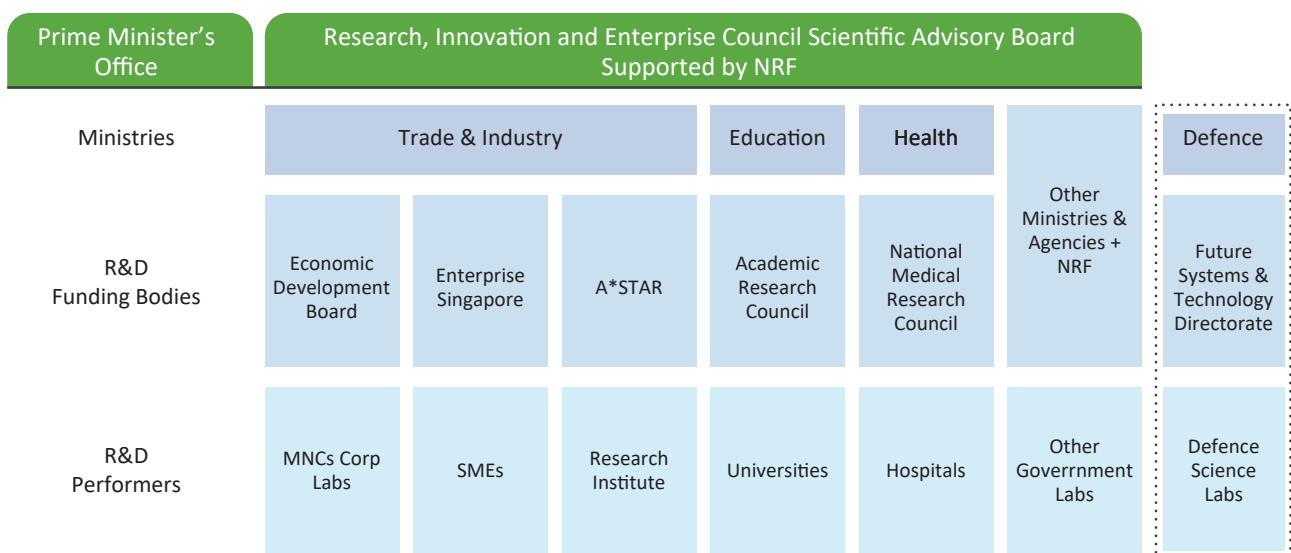 Prime Minister’s
Office
Research, Innovation and Enterprise Council Scientific Advisory Board
Supported by NRF
Ministries
Trade & Industry
Education
Health
Defence
Other
Ministries &
Agencies +
NRF
R&D
Funding Bodies
Economic
Development
Board
Enterprise
Singapore
A*STAR
Academic
Research
Council
National
Medical
Research
Council
Future
Systems &
Technology
Directorate
R&D
Performers
MNCs Corp
Labs
SMEs
Research
Institute
Universities
Hospitals
Other
Goverrnment
Labs
Defence
Science
Labs